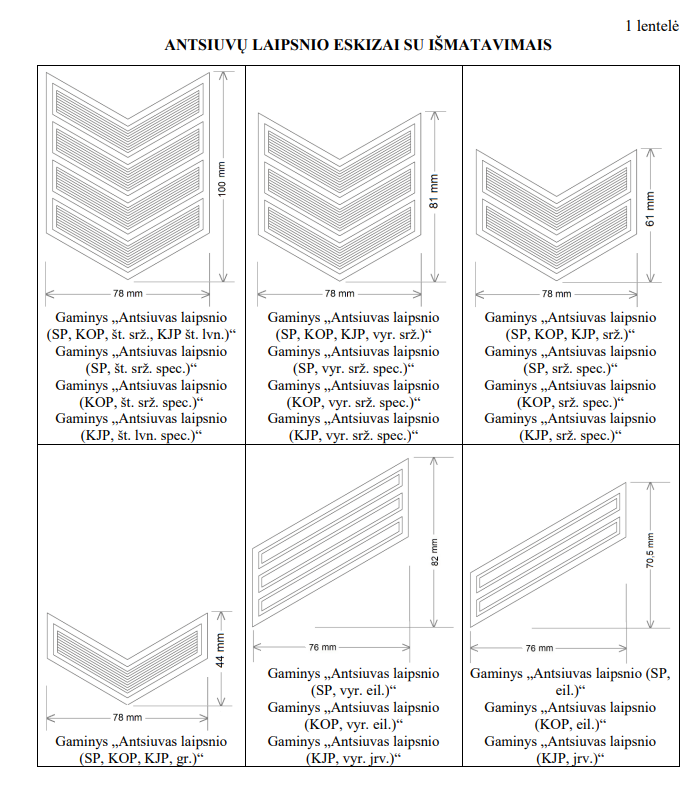 1 lentelė
ANTSIUVŲ LAIPSNIO ESKIZAI SU IŠMATAVIMAIS
100 mm
78 mm
Gaminys „Antsiuvas laipsnio
(SP, KOP, št. srž., KJP št. lvn.)“
Gaminys „Antsiuvas laipsnio
(SP, št. srž. spec.)“
Gaminys „Antsiuvas laipsnio
(KOP, št. srž. spec.)“
Gaminys „Antsiuvas laipsnio
(KJP, št. lvn. spec.)“
81 mm
78 mm
Gaminys „Antsiuvas laipsnio
(SP, KOP, KJP, vyr. srž.)“
Gaminys „Antsiuvas laipsnio
(SP, vyr. srž. spec.)“
Gaminys „Antsiuvas laipsnio
(KOP, vyr. srž. spec.)“
Gaminys „Antsiuvas laipsnio
(KJP, vyr. srž. spec.)“
61 mm
78 mm
Gaminys „Antsiuvas laipsnio
(SP, KOP, KJP, srž.)“
Gaminys „Antsiuvas laipsnio
(SP, srž. spec.)“
Gaminys „Antsiuvas laipsnio
(KOP, srž. spec.)“
Gaminys „Antsiuvas laipsnio
(KJP, srž. spec.)“
44 mm
78 mm
Gaminys „Antsiuvas laipsnio
(SP, KOP, KJP, gr.)“
82 mm
76 mm
Gaminys „Antsiuvas laipsnio
(SP, vyr. eil.)“
Gaminys „Antsiuvas laipsnio
(KOP, vyr. eil.)“
Gaminys „Antsiuvas laipsnio
(KJP, vyr. jrv.)“
70,5 mm
76 mm
Gaminys „Antsiuvas laipsnio (SP,
eil.)“
Gaminys „Antsiuvas laipsnio
(KOP, eil.)“
Gaminys „Antsiuvas laipsnio
(KJP, jrv.)“